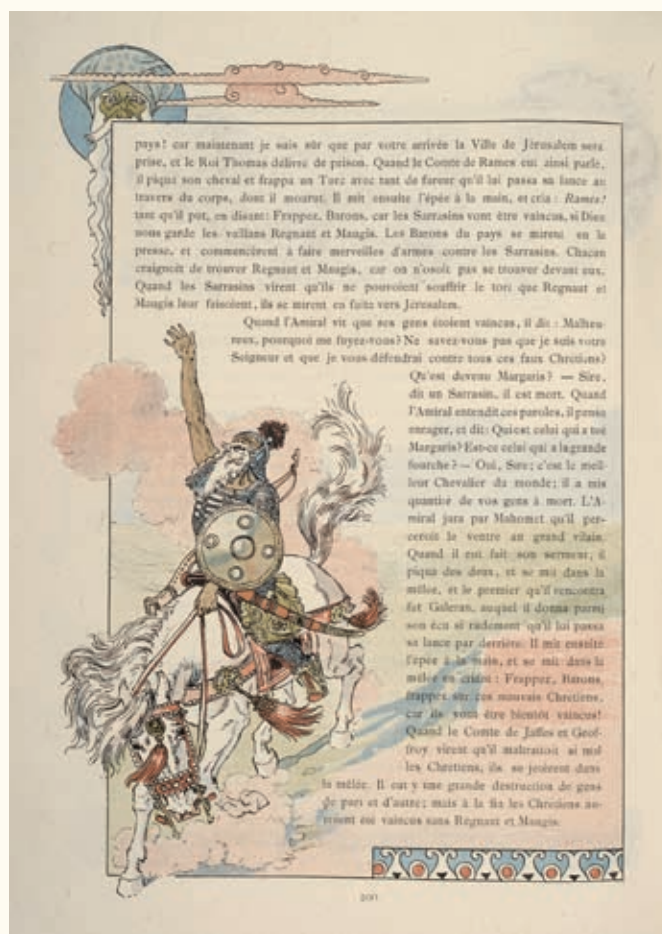 pays! car maintenant je suis sûr que par votre arrivée la Ville de Jérusalem sera
prise, et le Roi Thomas délivré de prison. Quand le Comte de Rames eut ainsi parlé,
il piqua son cheval et frappa un Turc avec tant de fureur qu'il lui passa sa lance au
travers du corps, dont il mourut. Il mit ensuite l'épée à la main, et cria : Rames!
tant qu'il put, en disant: Frappez, Barons, car les Sarrasins vont être vaincus, si Dieu
nous garde les vaillans Regnaut et Maugis. Les Barons du pays se mirent en la
presse, et commencèrent à faire merveilles d'armes contre les Sarrasins. Chacun
craignoit de trouver Regnaut et Maugis, car on n'osoit pas se trouver devant eux.
Quand les Sarrasins virent qu'ils ne pouvoient souffrir le tort que Regnaut et
Maugis leur faisoient, ils se mirent en fuite vers Jérusalem.
Quand l'Amiral vit que ses gens étoient vaincus, il dit : Malheu-
reux, pourquoi me fuyez-vous? Ne savez-vous pas que je suis votre
Seigneur et que je vous défendrai contre tous ces faux Chrétiens?
Qu'est devenu Margaris? — Sire,
dit un Sarrasin, il est mort. Quand
l'Amiral entendit ces paroles, il pensa
enrager, et dit: Qui est celui qui a tué
Margaris? Est-ce celui qui a la grande
fourche? — Oui, Sire; c'est le meil-
leur Chevalier du monde; il a mis
quantité de vos gens à mort. L'A-
miral jura par Mahomet qu'il per-
ceroit le ventre au grand vilain.
Quand il eut fait son serment, il
piqua des deux, et se mit dans la
mêlée, et le premier qu'il rencontra
fut Galeran, auquel il donna parmi
son écu si rudement qu'il lui passa
sa lance par derrière. Il mit ensuite
l'épée à la main, et se mit dans la
mêlée en criant : Frappez, Barons,
frappez sur ces mauvais Chrétiens,
car ils vont être bientôt vaincus!
Quand le Comte de Jaffes et Geof-
froy virent qu'il maltraitoit si mal
les Chrétiens, ils se jetèrent dans
la mêlée. Il eut y une grande destruction de gens
de part et d'autre; mais à la fin les Chrétiens au-
roient été vaincus sans Regnaut et Maugis.
200